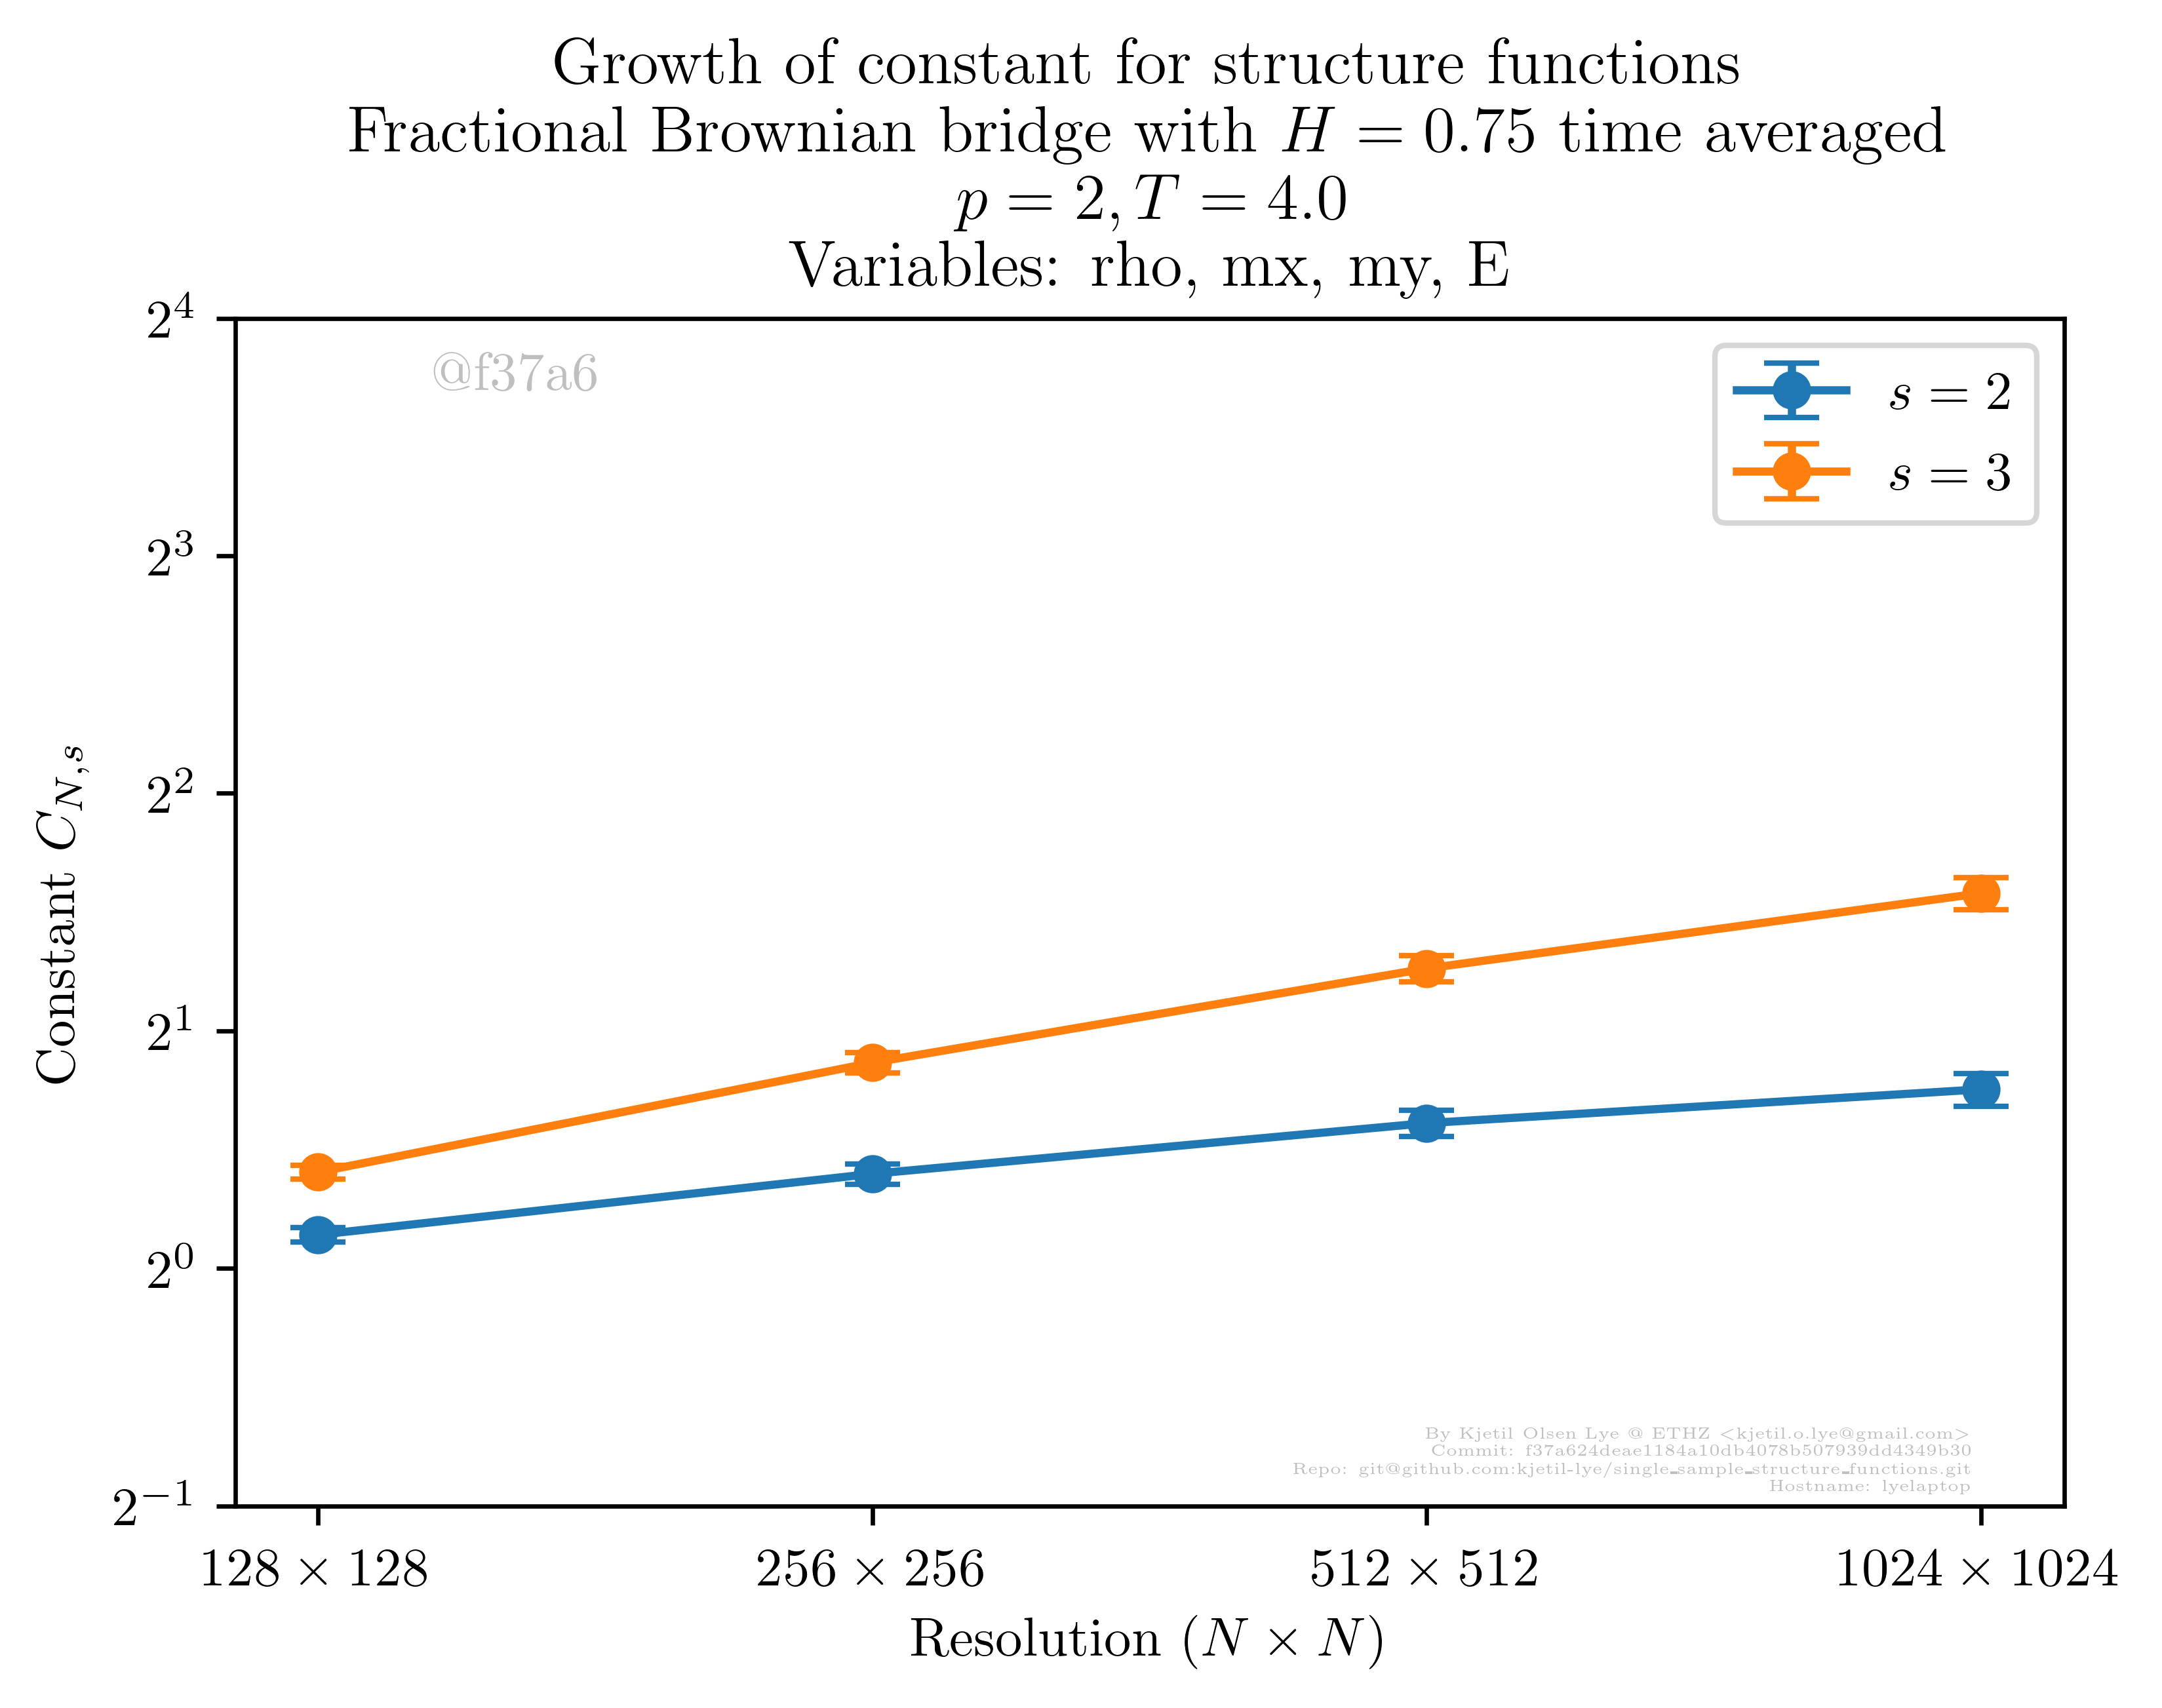 Growth of constant for structure functions
Fractional Brownian bridge with H = 0.75 time averaged
p = 2, T = 4.0
Variables: rho, mx, my, E
@f37a6
s = 2
s = 3
2^4
2^3
2^2
2^1
2^0
2^{-1}
Constant C_{N,s}
By Kjetil Olsen Lye @ ETHZ <kjetil.o.lye@gmail.com>
Commit: f37a624deae1184a10db4078b507939dd4349b30
Repo: git@github.com:kjetil-lye/single_sample_structure_functions.git
Hostname: lyelaptop
128 × 128
256 × 256
512 × 512
1024 × 1024
Resolution (N × N)